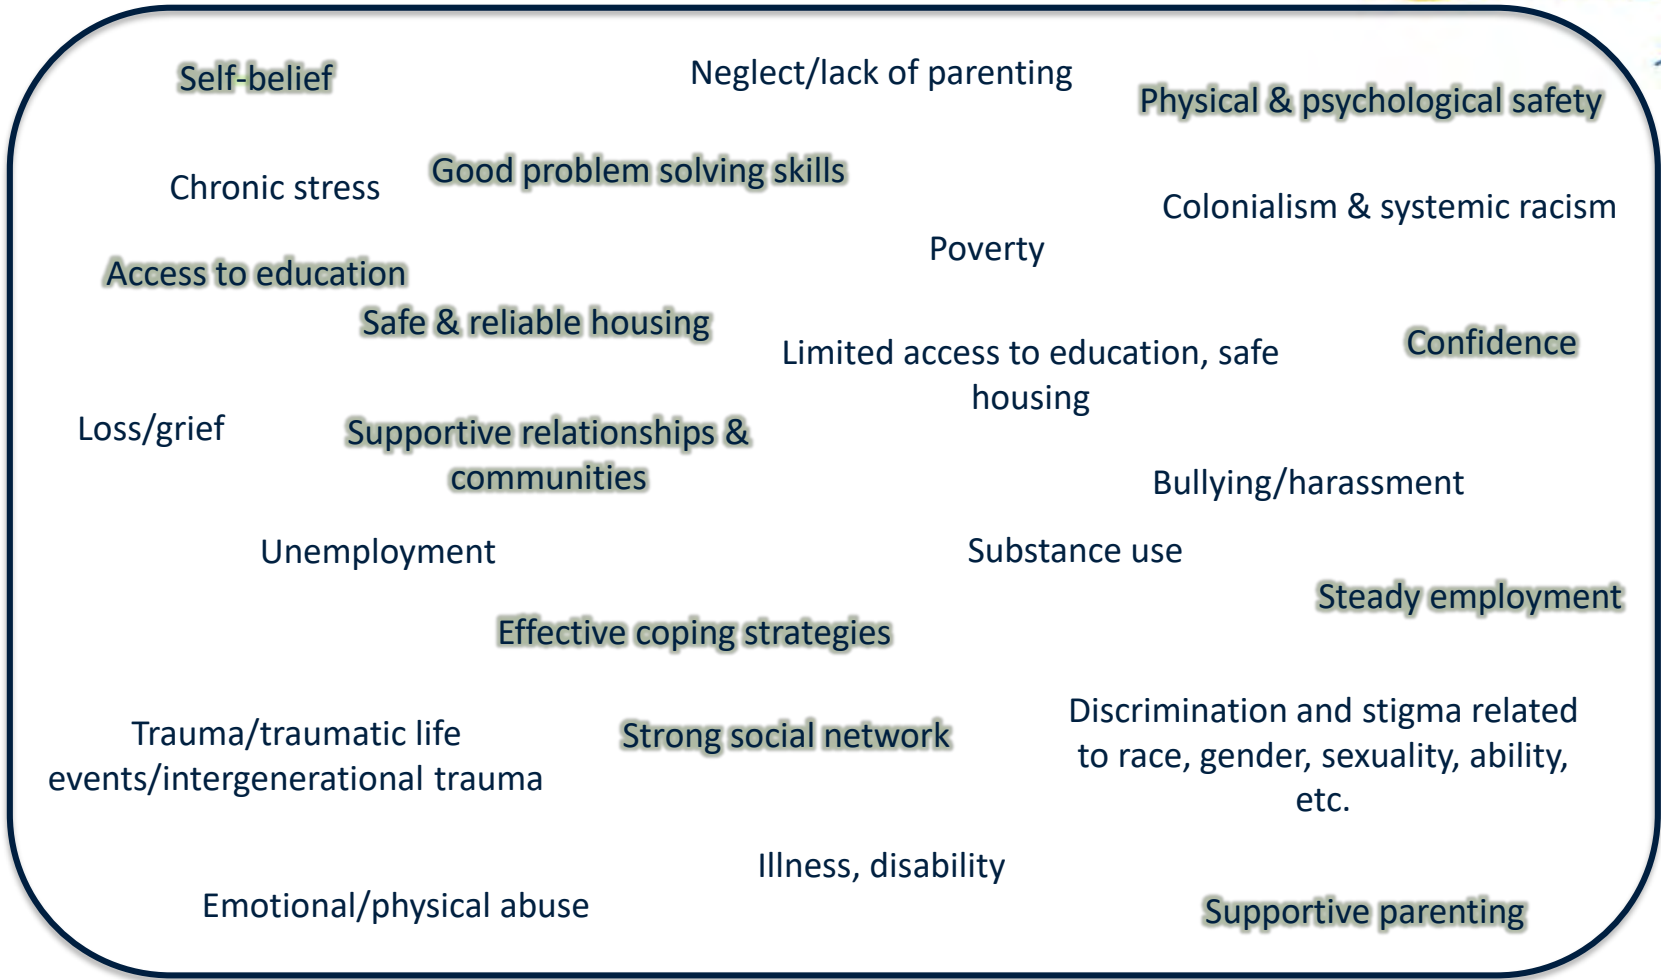 Self-belief
Neglect/lack of parenting
Physical & psychological safety
Good problem solving skills
Chronic stress
Colonialism & systemic racism
Poverty
Access to education
Safe & reliable housing
Limited access to education, safe
housing
Confidence
Loss/grief
Supportive relationships &
communities
Bullying/harassment
Unemployment
Substance use
Steady employment
Effective coping strategies
Trauma/traumatic life
events/intergenerational trauma
Strong social network
Discrimination and stigma related
to race, gender, sexuality, ability,
etc.
Illness, disability
Emotional/physical abuse
Supportive parenting